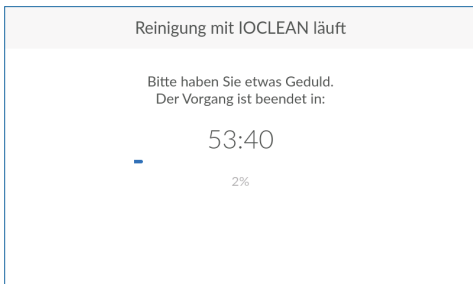 Reinigung mit IOCLEAN läuft
Bitte haben Sie etwas Geduld.
Der Vorgang ist beendet in:
53:40
2%